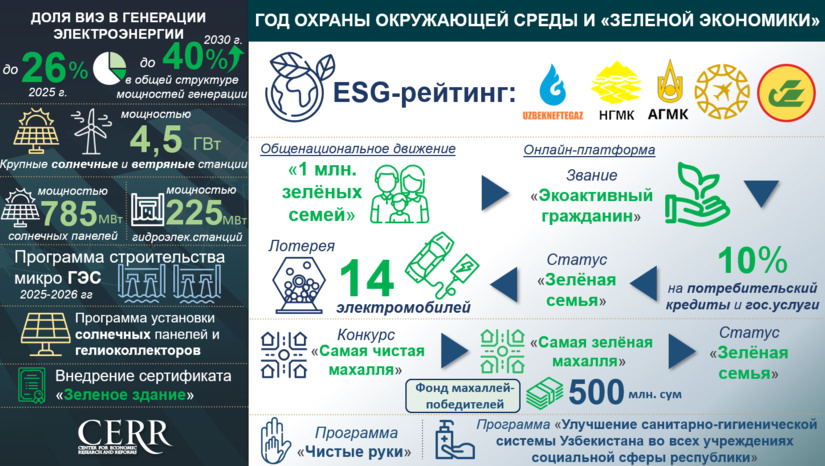 ДОЛЯ ВИЭ В ГЕНЕРАЦИИ
ЭЛЕКТРОЭНЕРГИИ
до 26%
2025 г.
2030 г.
до 40%
в общей структуре
мощностей генерации
мощностью
4,5 ГВт
Крупные солнечные и ветряные станции
мощностью
785 МВт
солнечных панелей
мощностью
225 МВт
гидроэлек.станций
Программа строительства
микро ГЭС
2025-2026 гг
Программа установки
солнечных панелей и
гелиоколлекторов
Внедрение сертификата
«Зеленое здание»
CERR
CENTER FOR ECONOMIC
RESEARCH AND REFORMS
ГОД ОХРАНЫ ОКРУЖАЮЩЕЙ СРЕДЫ И «ЗЕЛЕНОЙ ЭКОНОМИКИ»
ESG-рейтинг:
UZBEKNEFTEGAZ
НГМК
АГМК
Общенациональное движение
«1 млн.
зелёных
семей»
Онлайн-платформа
Звание
«Экоактивный
гражданин»
10%
на потребительский
кредиты и гос.услуги
Статус
«Зелёная
семья»
Лотерея
14
электромобилей
Конкурс
«Самая чистая
махалля»
«Самая зелёная
махалля»
Статус
«Зелёная
семья»
Фонд махаллей-
победителей
500 млн. сум
Программа
«Чистые руки»
Программа «Улучшение санитарно-гигиенической
системы Узбекистана во всех учреждениях
социальной сферы республики»